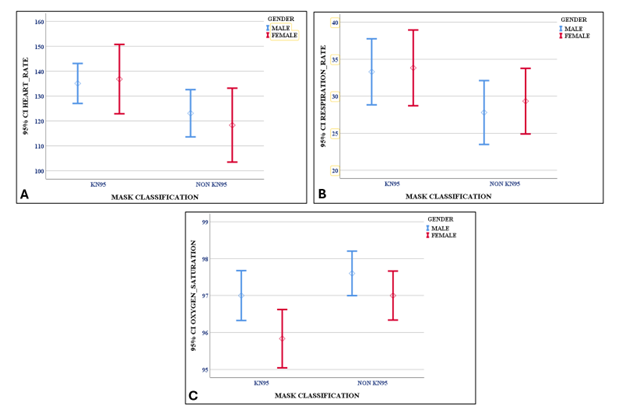 GENDER
MALE
FEMALE
160
150
140
130
120
110
100
95% CI HEART_RATE
KN95 NON KN95
MASK CLASSIFICATION
A
GENDER
MALE
FEMALE
40
35
30
25
20
95% CI RESPIRATION_RATE
KN95 NON KN95
MASK CLASSIFICATION
B
GENDER
MALE
FEMALE
99
98
97
96
95
95% CI OXYGEN_SATURATION
KN95 NON KN95
MASK CLASSIFICATION
C